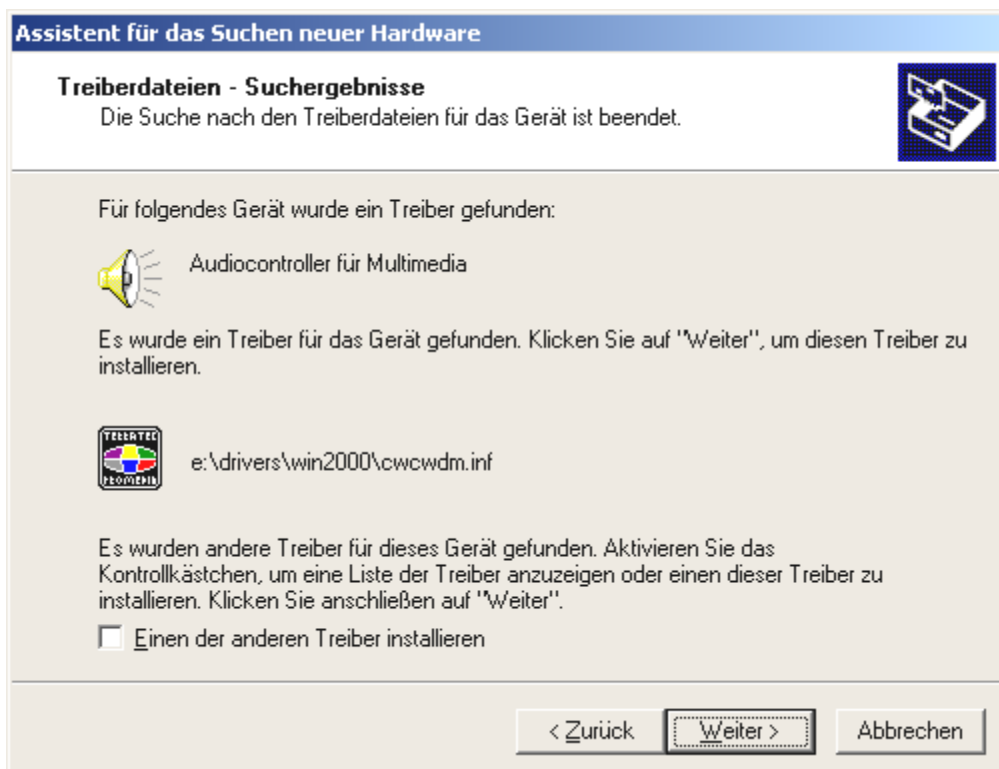 Assistent für das Suchen neuer Hardware
Treiberdateien - Suchergebnisse
Die Suche nach den Treiberdateien für das Gerät ist beendet.
Für folgendes Gerät wurde ein Treiber gefunden:
Audiocontroller für Multimedia
Es wurde ein Treiber für das Gerät gefunden. Klicken Sie auf "Weiter", um diesen Treiber zu
installieren.
TERRATEC
PROMEDIA
e:\drivers\win2000\cwcwdm.inf
Es wurden andere Treiber für dieses Gerät gefunden. Aktivieren Sie das
Kontrollkästchen, um eine Liste der Treiber anzuzeigen oder einen dieser Treiber zu
installieren. Klicken Sie anschließen auf "Weiter".
Einen der anderen Treiber installieren
< Zurück Weiter > Abbrechen